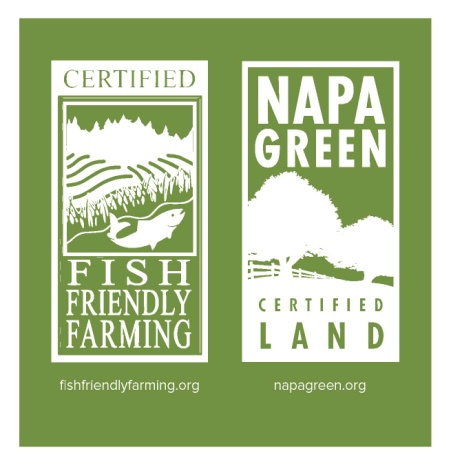 CERTIFIED
FISH
FRIENDLY
FARMING
fishfriendlyfarming.org
NAPA
GREEN
CERTIFIED
LAND
napagreen.org